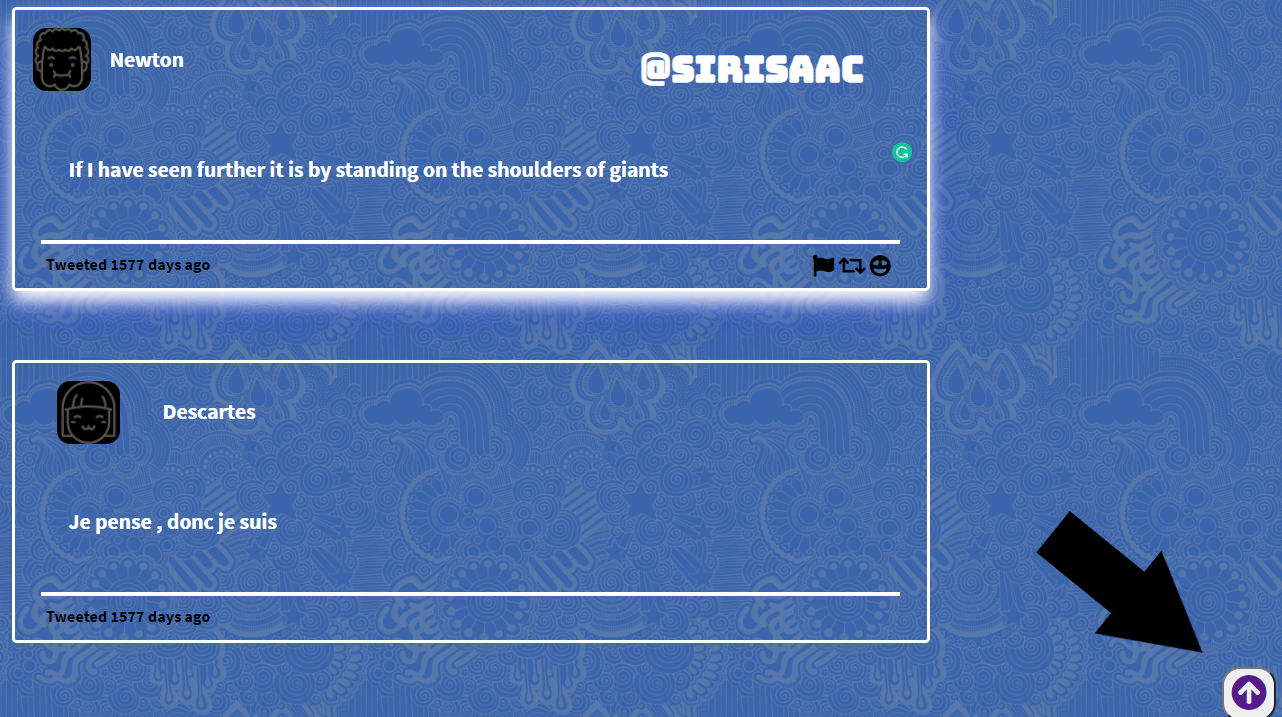 Newton
@SIRISAAC
If I have seen further it is by standing on the shoulders of giants
Tweeted 1577 days ago
Descartes
Je pense , donc je suis
Tweeted 1577 days ago